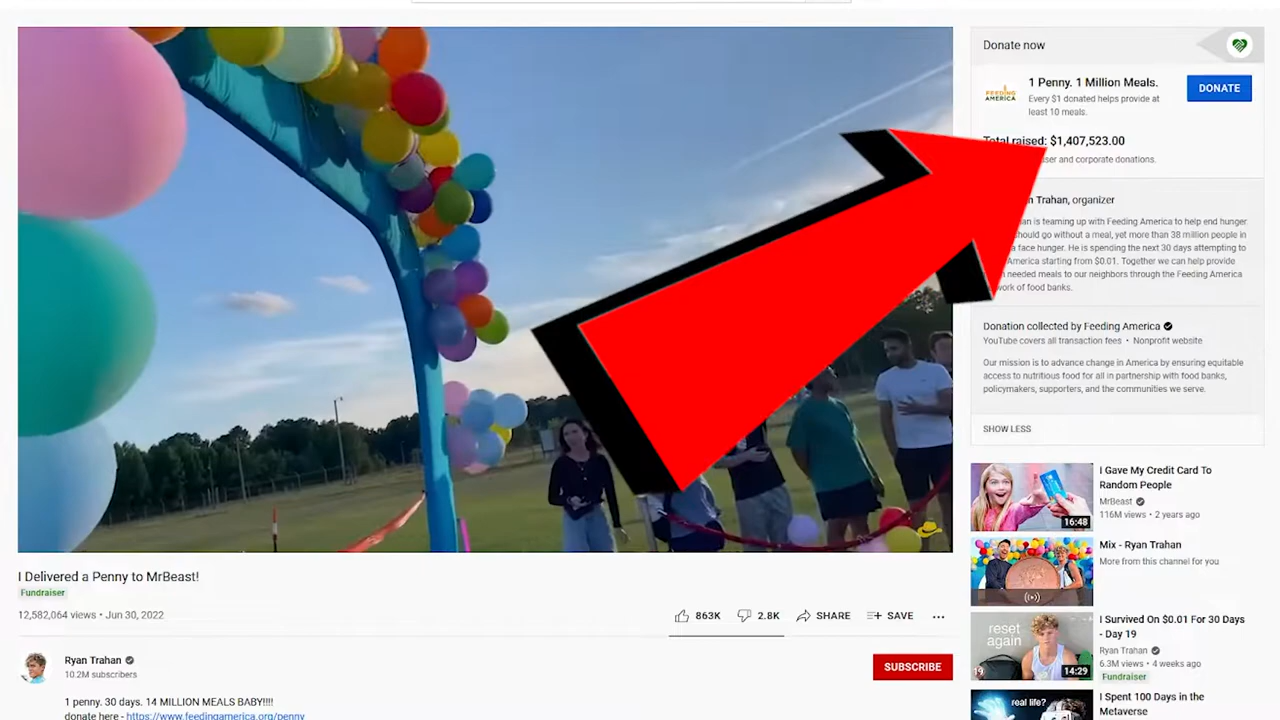 Donate now
FEEDING
AMERICA
1 Penny. 1 Million Meals.
Every $1 donated helps provide at
least 10 meals.
DONATE
Total raised: $1,407,523.00
user and corporate donations.
Trahan, organizer
is teaming up with Feeding America to help end hunger.
should go without a meal, yet more than 38 million people in
face hunger. He is spending the next 30 days attempting to
America starting from $0.01. Together we can help provide
needed meals to our neighbors through the Feeding America
of food banks.
Donation collected by Feeding America
YouTube covers all transaction fees • Nonprofit website
Our mission is to advance change in America by ensuring equitable
access to nutritious food for all in partnership with food banks,
policymakers, supporters, and the communities we serve.
SHOW LESS
I Delivered a Penny to MrBeast!
Fundraiser
12,582,064 views • Jun 30, 2022
863K
2.8K
SHARE
SAVE
Ryan Trahan
10.2M subscribers
SUBSCRIBE
1 penny. 30 days. 14 MILLION MEALS BABY!!!!
donate here - https://www.feedingamerica.org/penny
16:48
I Gave My Credit Card To
Random People
MrBeast
116M views • 2 years ago
Mix - Ryan Trahan
More from this channel for you
reset
again
19
14:29
I Survived On $0.01 For 30 Days
- Day 19
Ryan Trahan
6.3M views • 4 weeks ago
Fundraiser
real life?
I Spent 100 Days in the
Metaverse